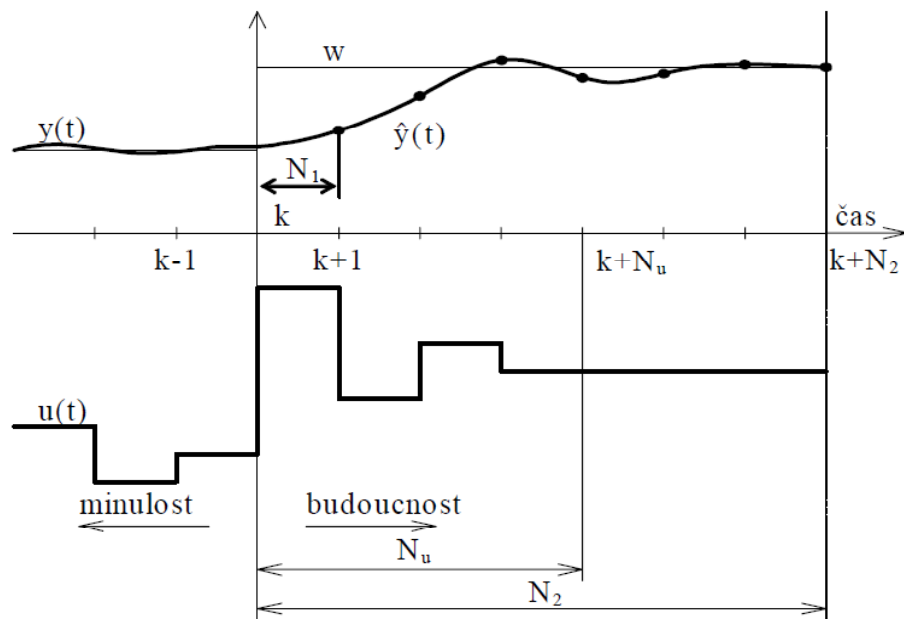 w
y(t)
ŷ(t)
N₁
k
čas
k-1
k+1
k+Nᵤ
k+N₂
u(t)
minulost
budoucnost
Nᵤ
N₂